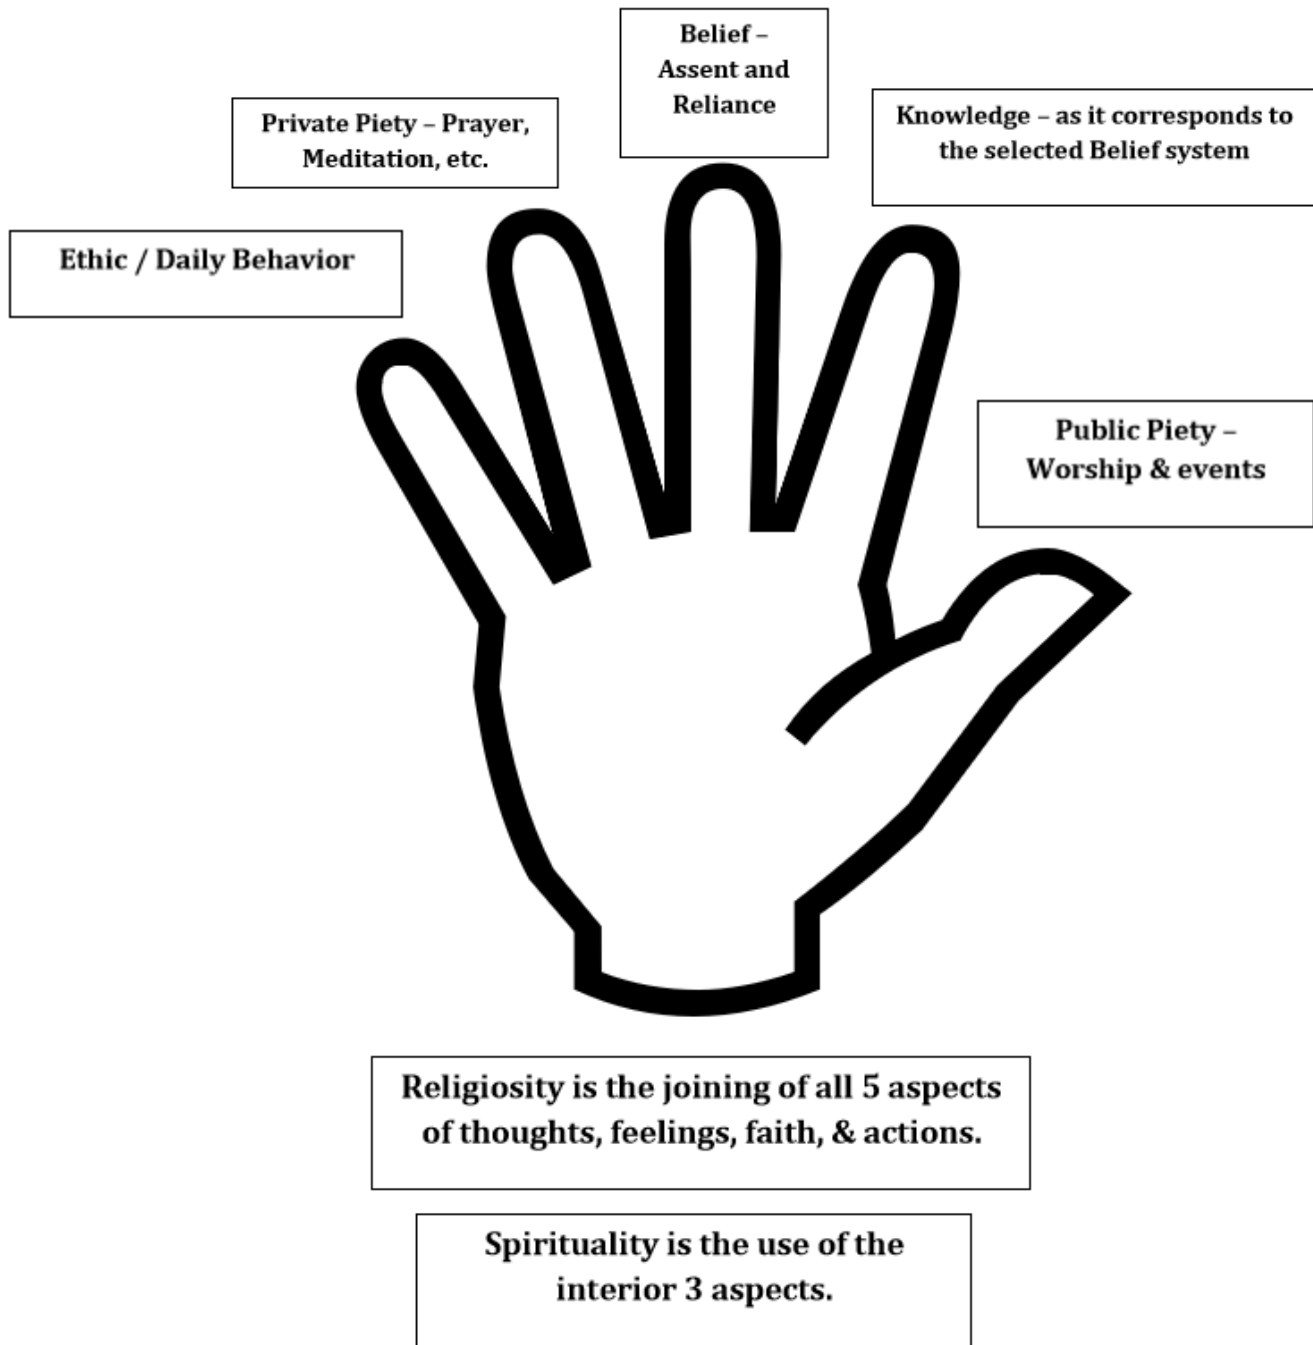 Belief –
Assent and
Reliance
Private Piety – Prayer,
Meditation, etc.
Knowledge – as it corresponds to
the selected Belief system
Ethic / Daily Behavior
Public Piety –
Worship & events
Religiosity is the joining of all 5 aspects
of thoughts, feelings, faith, & actions.
Spirituality is the use of the
interior 3 aspects.